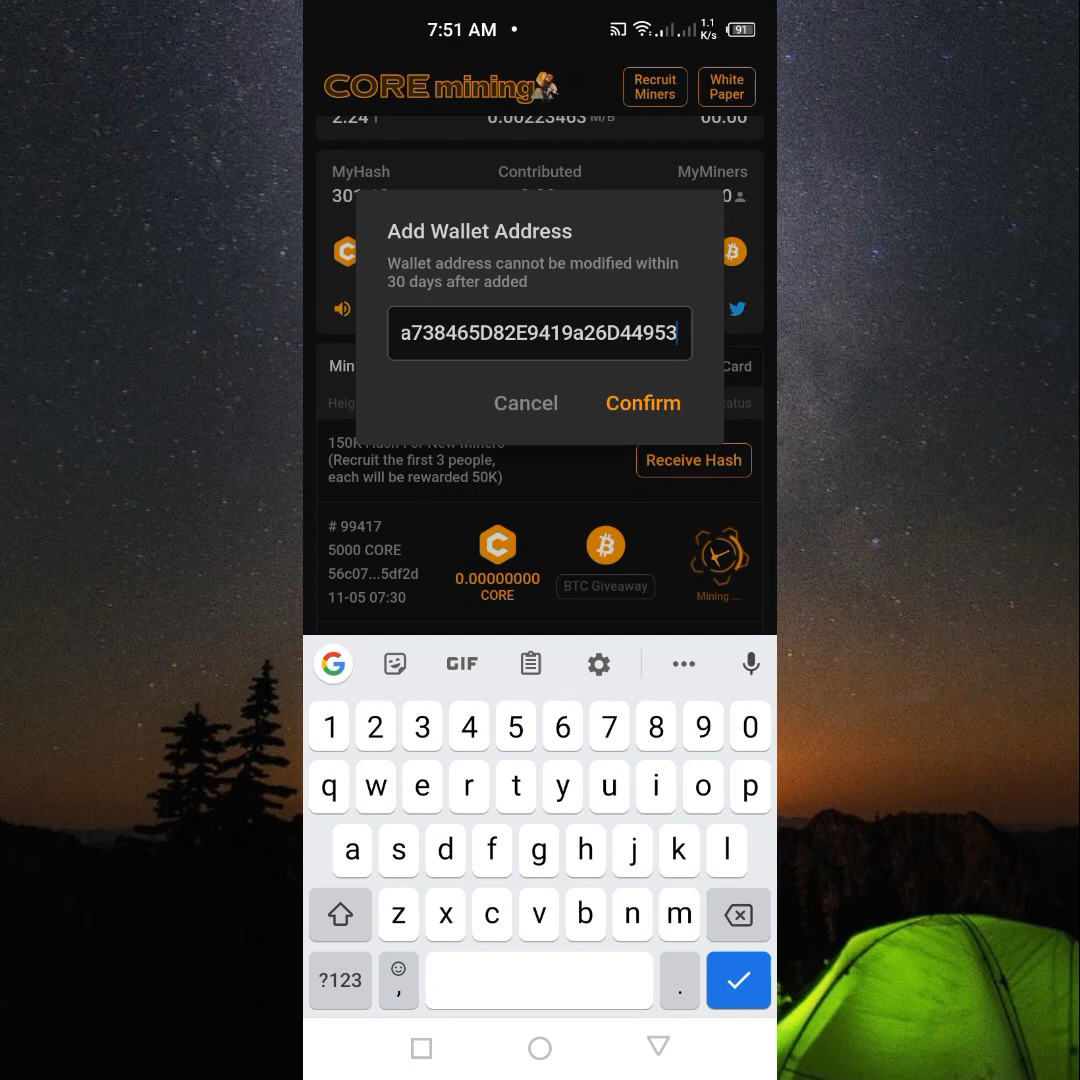 7:51 AM
1.1
K/s
91
CORE mining
Recruit
Miners
White
Paper
2.24 T
0.00223463 M/B
00.00
MyHash
Contributed
MyMiners
0
Add Wallet Address
Wallet address cannot be modified within
30 days after added
a738465D82E9419a26D44953
Cancel
Confirm
Min
Card
Heig
atus
150K Hash For New Miners
(Recruit the first 3 people,
each will be rewarded 50K)
Receive Hash
# 99417
5000 CORE
56c07...5df2d
11-05 07:30
0.00000000
CORE
BTC Giveaway
Mining ...
G
GIF
1 2 3 4 5 6 7 8 9 0
q w e r t y u i o p
a s d f g h j k l
z x c v b n m
?123
,
.